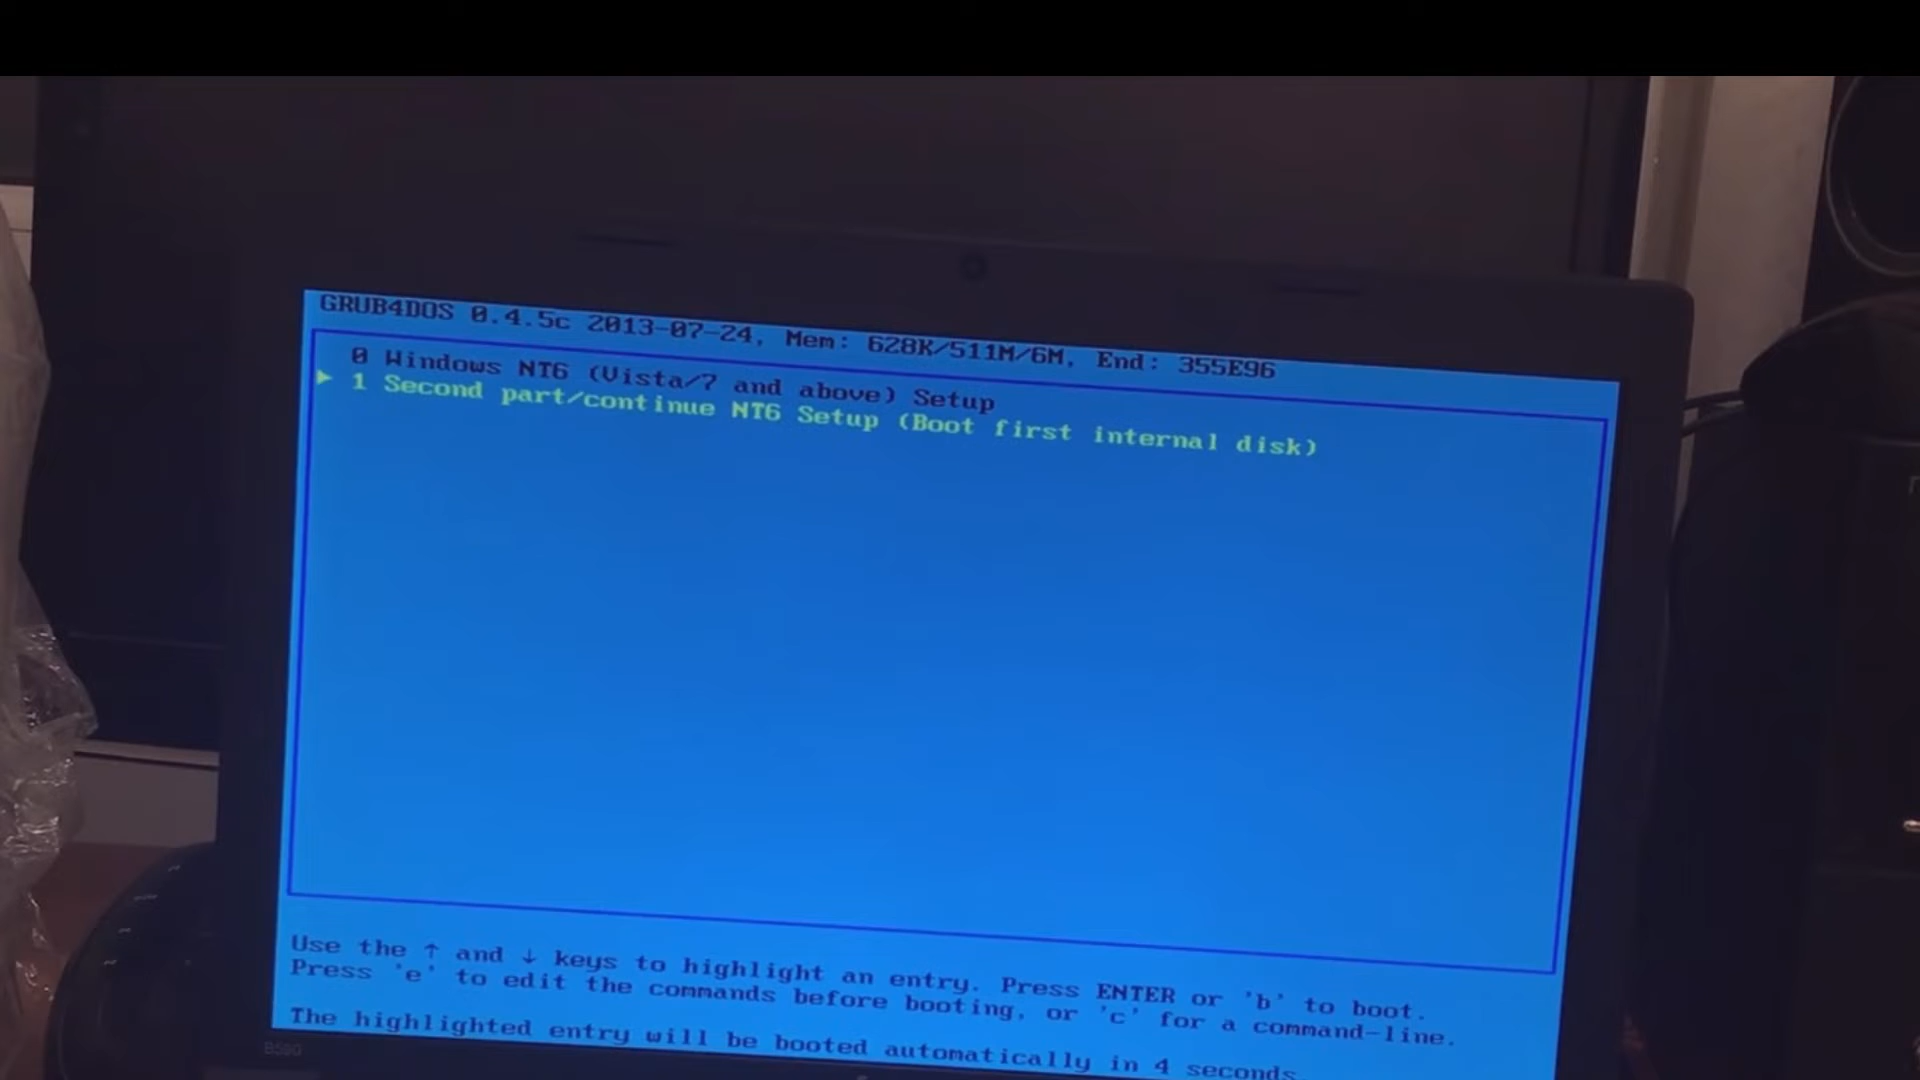 GRUB4DOS 0.4.5c 2013-07-24, Mem: 628K/511M/6M, End: 355E96
0 Windows NT6 (Vista/7 and above) Setup
1 Second part/continue NT6 Setup (Boot first internal disk)
Use the ↑ and ↓ keys to highlight an entry. Press ENTER or 'b' to boot.
Press 'e' to edit the commands before booting, or 'c' for a command-line.
The highlighted entry will be booted automatically in 4 seconds.
B590